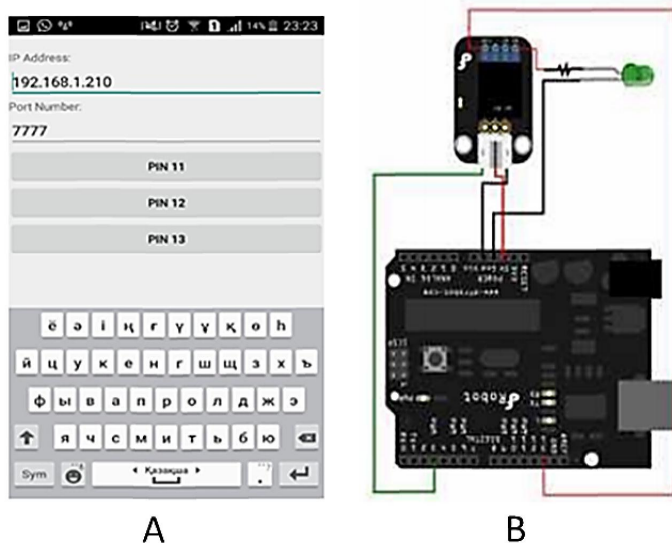 14% 23:23
IP Address:
192.168.1.210
Port Number:
7777
PIN 11
PIN 12
PIN 13
ё ә і ң ғ ү ұ қ ө һ
й ц у к е н г ш щ з х ъ
ф ы в а п р о л д ж э
я ч с м и т ь б ю
Sym Қазақша .
A
B